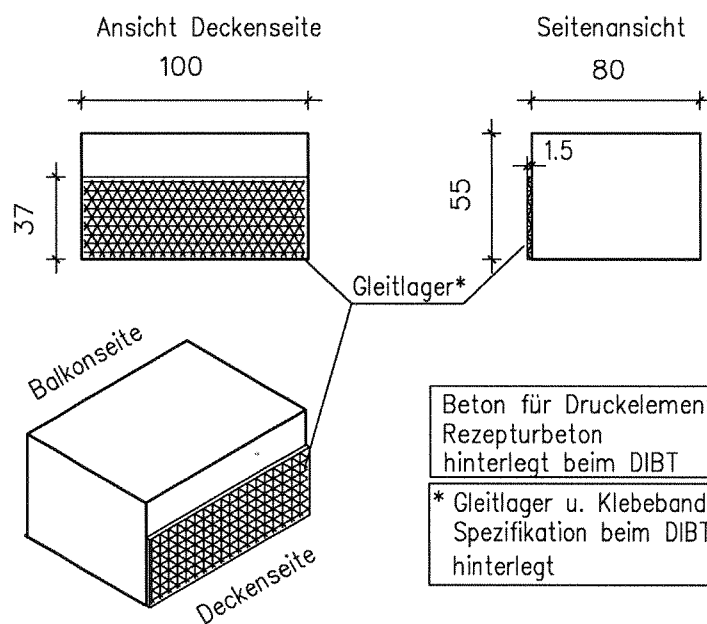 Ansicht Deckenseite
100
37
Seitenansicht
80
1.5
55
Gleitlager*
Balkonseite
Deckenseite
Beton für Druckelemen
Rezepturbeton
hinterlegt beim DIBT
* Gleitlager u. Klebeband
Spezifikation beim DIBT
hinterlegt